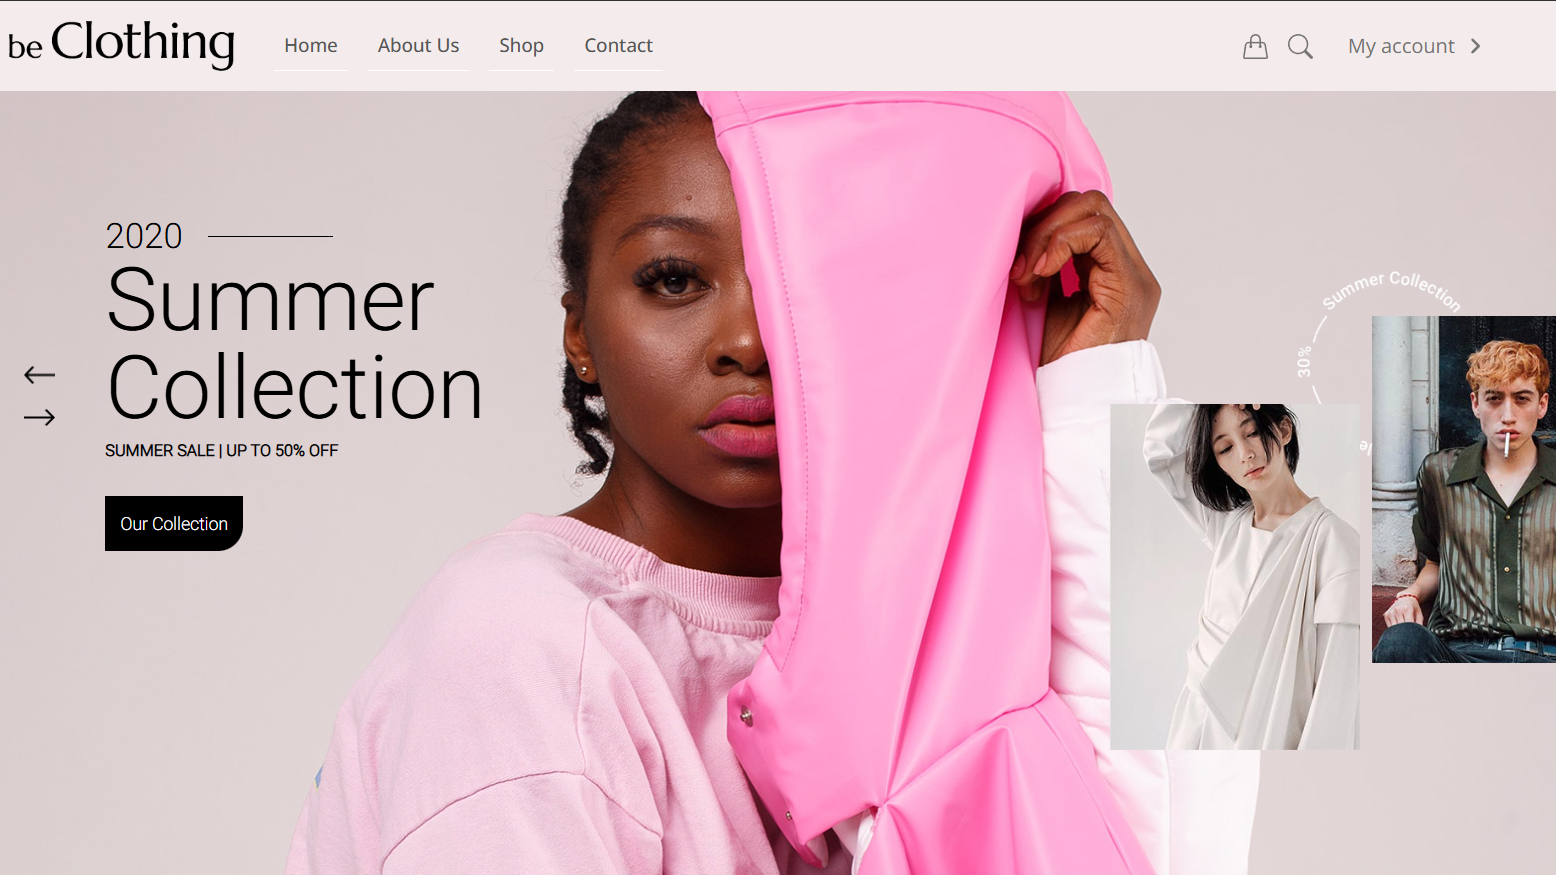 be Clothing
Home
About Us
Shop
Contact
My account
2020
Summer
Collection
SUMMER SALE | UP TO 50% OFF
Our Collection
Summer Collection
30%